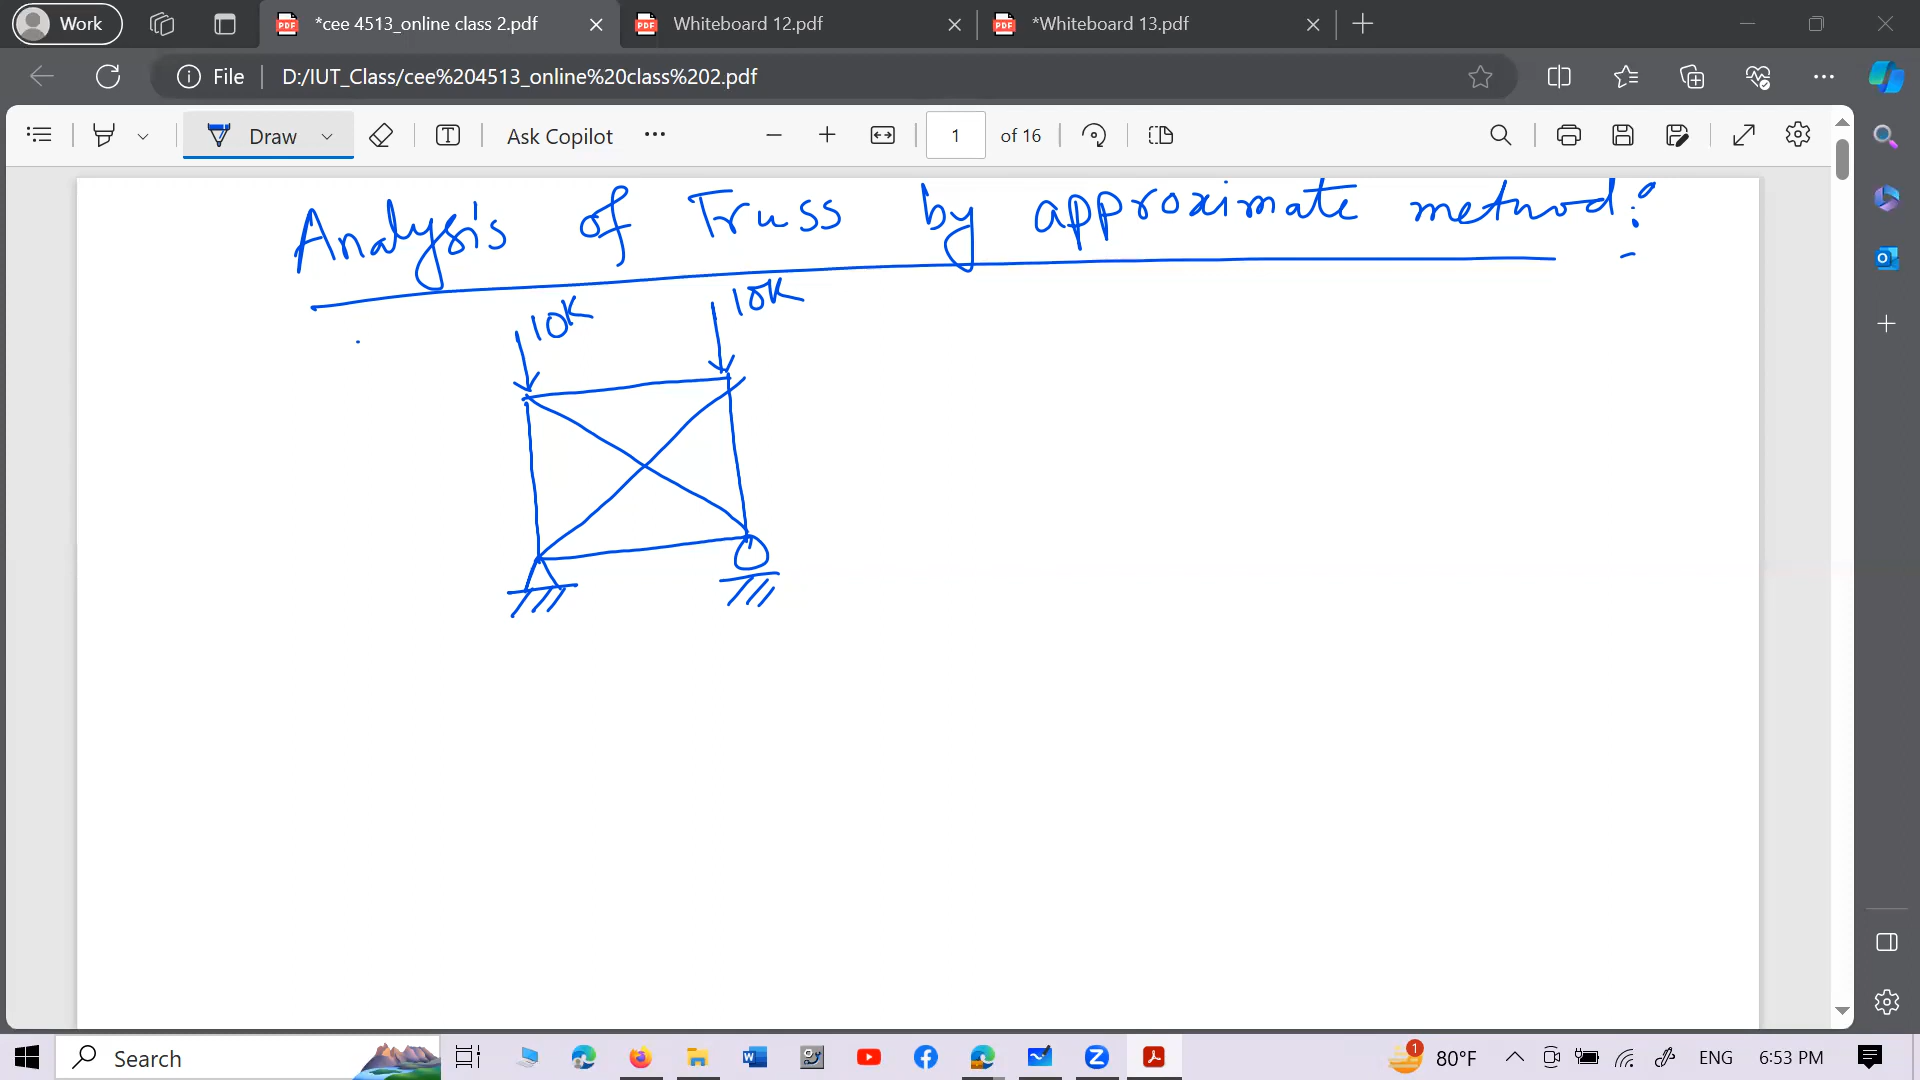 Work
*cee 4513_online class 2.pdf
Whiteboard 12.pdf
*Whiteboard 13.pdf
File
D:/IUT_Class/cee%204513_online%20class%202.pdf
Draw
Ask Copilot
1 of 16
Analysis of Truss by approximate method:
10K
10K
Search
1
80°F
ENG
6:53 PM